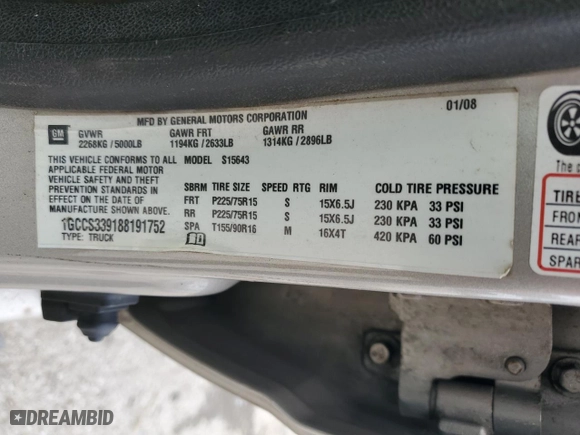 MFD BY GENERAL MOTORS CORPORATION
01/08
GM
GVWR GAWR FRT GAWR RR
2268KG / 5000LB 1194KG / 2633LB 1314KG / 2896LB
THIS VEHICLE CONFORMS TO ALL MODEL S15643
APPLICABLE FEDERAL MOTOR
VEHICLE SAFETY AND THEFT
PREVENTION STANDARDS IN
EFFECT ON THE DATE OF
MANUFACTURE SHOWN ABOVE.
1GCCS339188191752
TYPE: TRUCK
SBRM TIRE SIZE SPEED RTG RIM COLD TIRE PRESSURE
FRT P225/75R15 S 15X6.5J 230 KPA 33 PSI
RR P225/75R15 S 15X6.5J 230 KPA 33 PSI
SPA T155/90R16 M 16X4T 420 KPA 60 PSI
The c
TIRE
FRON
REAR
SPAR
DREAMBID